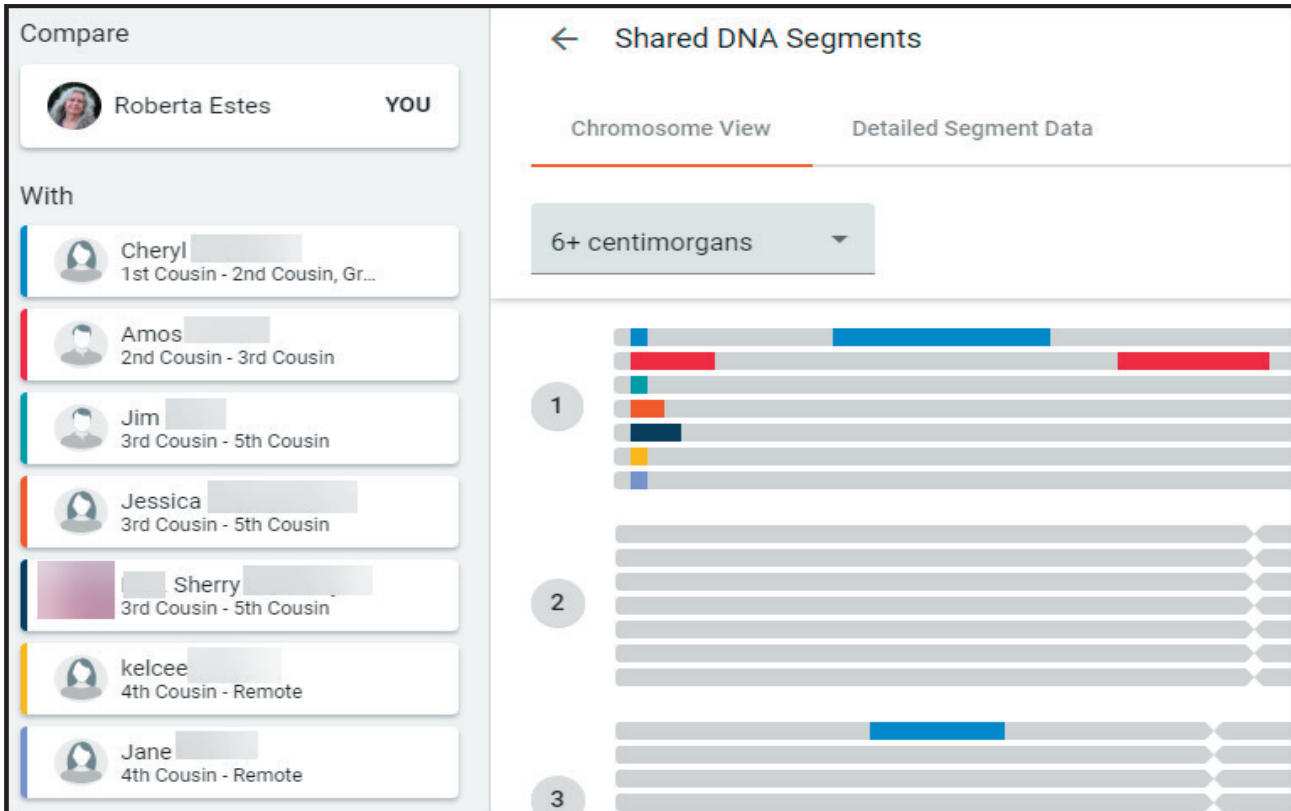 Compare
Roberta Estes YOU
With
Cheryl
1st Cousin - 2nd Cousin, Gr...
Amos
2nd Cousin - 3rd Cousin
Jim
3rd Cousin - 5th Cousin
Jessica
3rd Cousin - 5th Cousin
Sherry
3rd Cousin - 5th Cousin
kelcee
4th Cousin - Remote
Jane
4th Cousin - Remote
Shared DNA Segments
Chromosome View Detailed Segment Data
6+ centimorgans
1
2
3